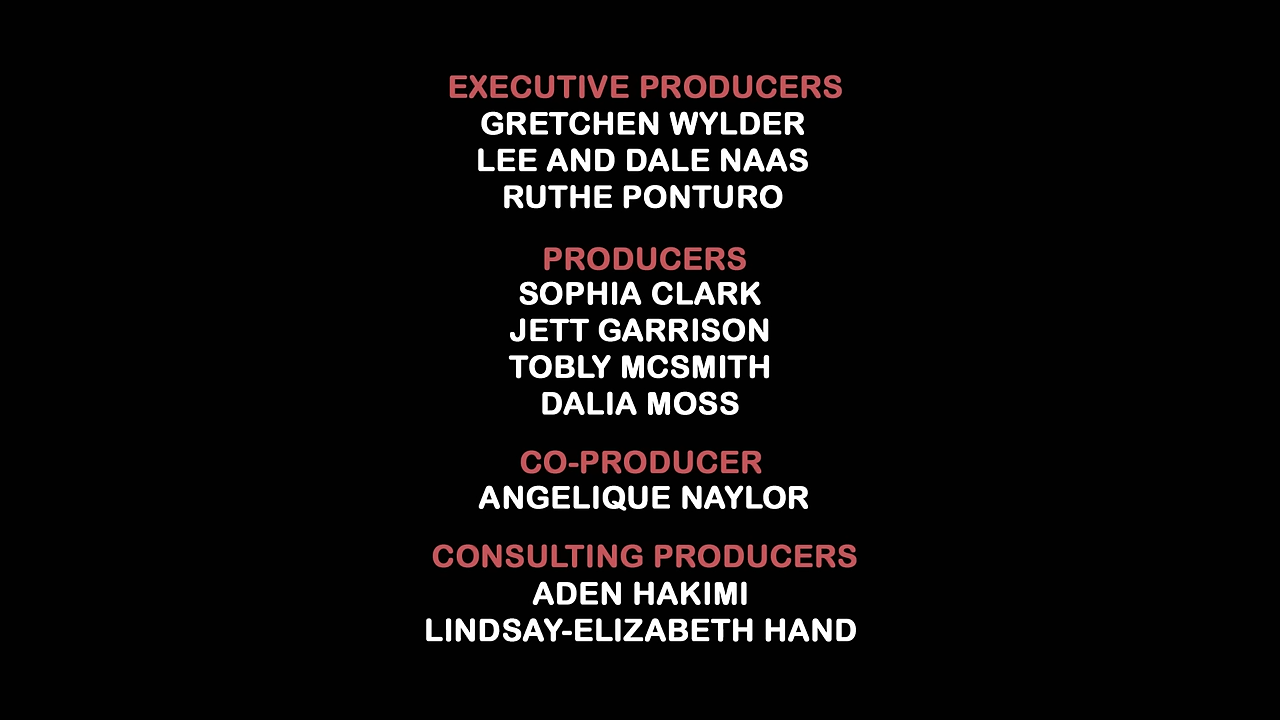 EXECUTIVE PRODUCERS
GRETCHEN WYLDER
LEE AND DALE NAAS
RUTHE PONTURO
PRODUCERS
SOPHIA CLARK
JETT GARRISON
TOBLY MCSMITH
DALIA MOSS
CO-PRODUCER
ANGELIQUE NAYLOR
CONSULTING PRODUCERS
ADEN HAKIMI
LINDSAY-ELIZABETH HAND